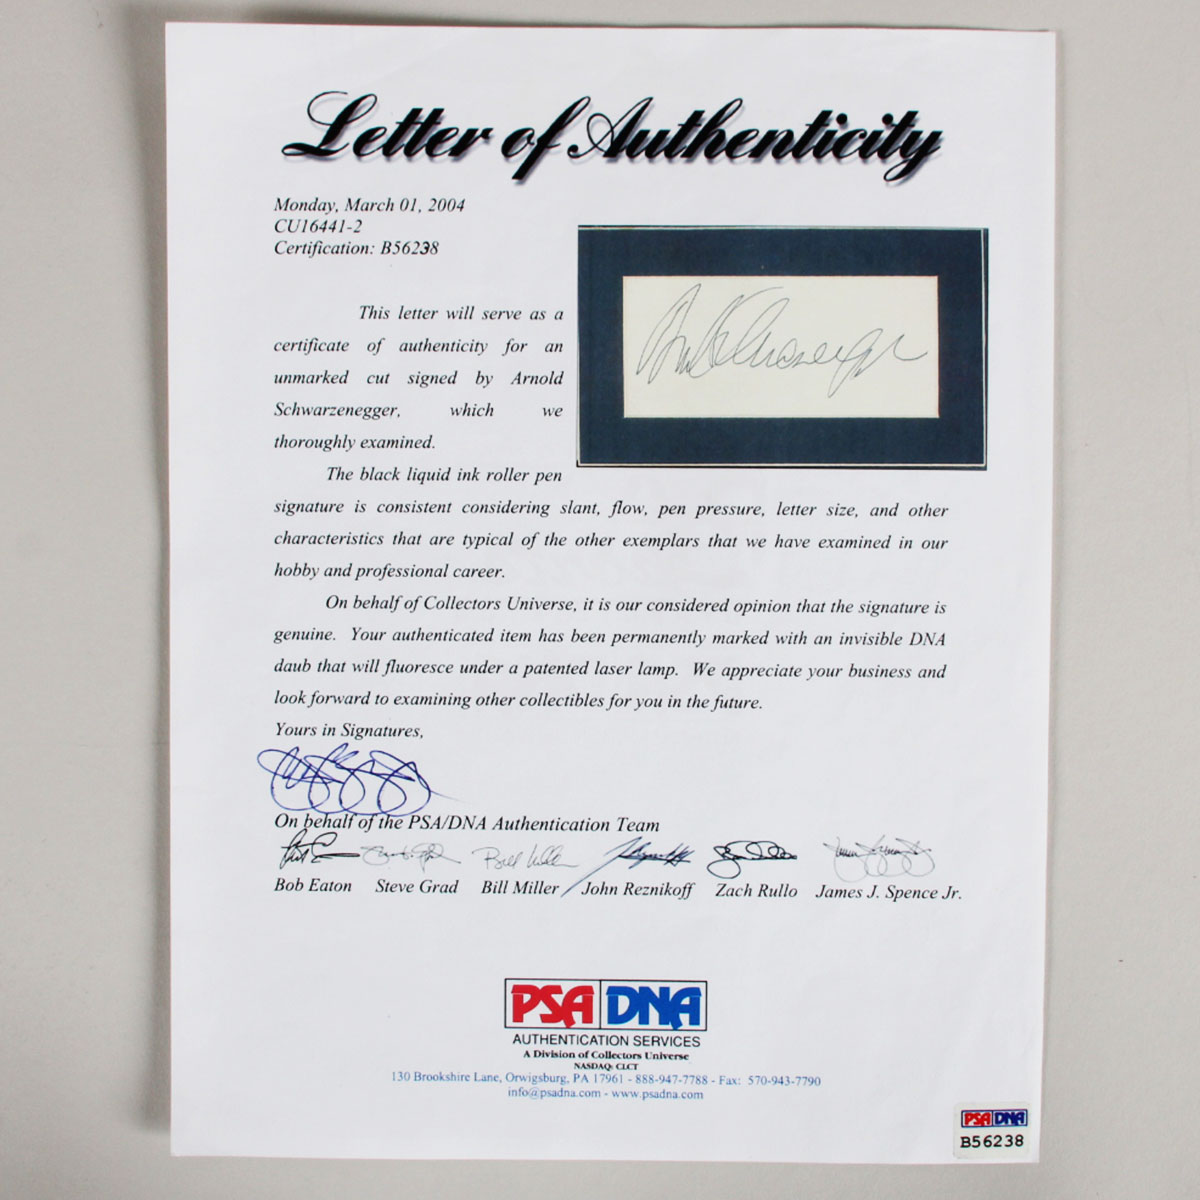 Letter of Authenticity
Monday, March 01, 2004
CU16441-2
Certification: B56238
This letter will serve as a
certificate of authenticity for an
unmarked cut signed by Arnold
Schwarzenegger, which we
thoroughly examined.
The black liquid ink roller pen
signature is consistent considering slant, flow, pen pressure, letter size, and other
characteristics that are typical of the other exemplars that we have examined in our
hobby and professional career.
On behalf of Collectors Universe, it is our considered opinion that the signature is
genuine. Your authenticated item has been permanently marked with an invisible DNA
daub that will fluoresce under a patented laser lamp. We appreciate your business and
look forward to examining other collectibles for you in the future.
Yours in Signatures,
On behalf of the PSA/DNA Authentication Team
Bob Eaton Steve Grad Bill Miller John Reznikoff Zach Rullo James J. Spence Jr.
PSA DNA
AUTHENTICATION SERVICES
A Division of Collectors Universe
NASDAQ: CLCT
130 Brookshire Lane, Orwigsburg, PA 17961 - 888-947-7788 - Fax: 570-943-7790
info@psadna.com - www.psadna.com
PSA DNA
B56238